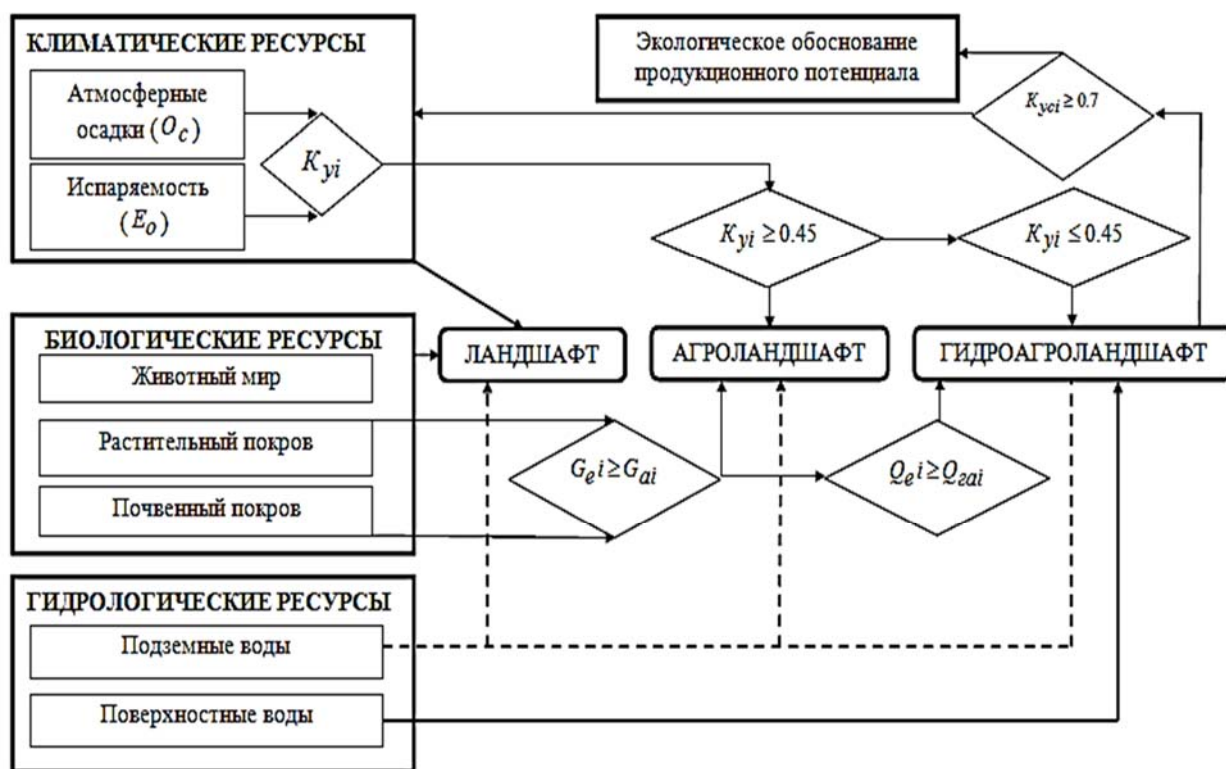 КЛИМАТИЧЕСКИЕ РЕСУРСЫ
Атмосферные
осадки (O_c)
Испаряемость
(E_o)
K_yi
Экологическое обоснование
продукционного потенциала
K_yci ≥ 0.7
K_yi ≥ 0.45
K_yi ≤ 0.45
БИОЛОГИЧЕСКИЕ РЕСУРСЫ
Животный мир
Растительный покров
Почвенный покров
ЛАНДШАФТ
АГРОЛАНДШАФТ
ГИДРОАГРОЛАНДШАФТ
G_e i ≥ G_ai
Q_e i ≥ Q_гai
ГИДРОЛОГИЧЕСКИЕ РЕСУРСЫ
Подземные воды
Поверхностные воды